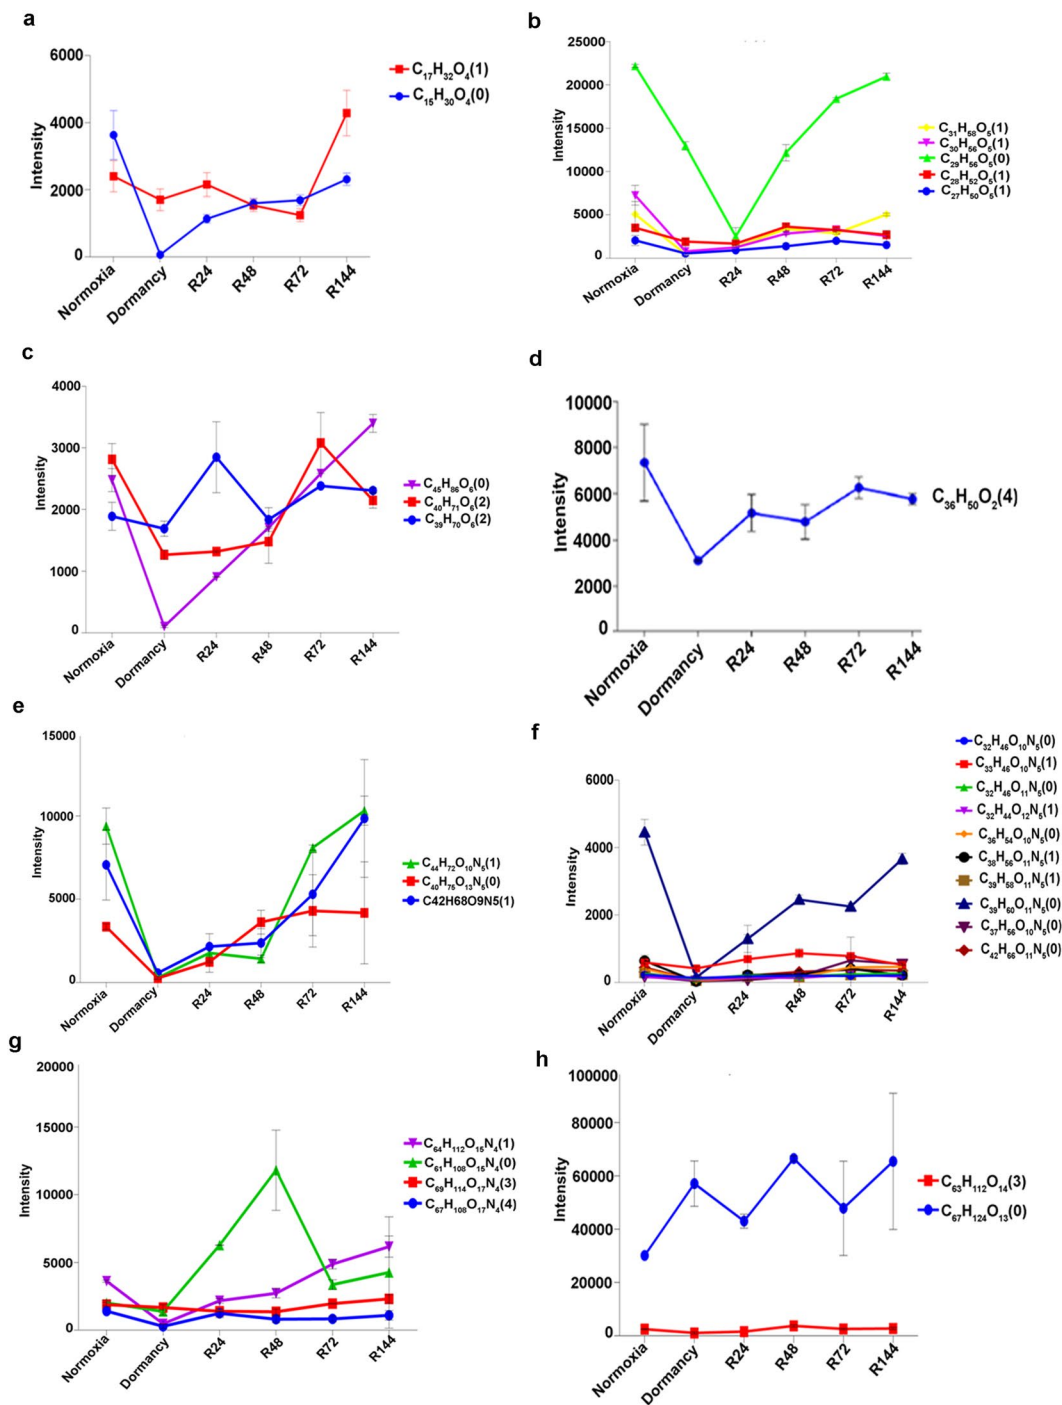 a
6000
4000
2000
0
Intensity
Normoxia
Dormancy
R24
R48
R72
R144
C17H32O4(1)
C15H30O4(0)
b
25000
20000
15000
10000
5000
0
Intensity
Normoxia
Dormancy
R24
R48
R72
R144
C31H58O5(1)
C30H56O5(1)
C29H56O5(0)
C28H52O5(1)
C27H50O5(1)
c
4000
3000
2000
1000
0
Intensity
Normoxia
Dormancy
R24
R48
R72
R144
C45H86O6(0)
C40H71O6(2)
C39H70O6(2)
d
10000
8000
6000
4000
2000
0
Intensity
Normoxia
Dormancy
R24
R48
R72
R144
C36H50O2(4)
e
15000
10000
5000
0
Intensity
Normoxia
Dormancy
R24
R48
R72
R144
C44H72O10N5(1)
C40H75O13N5(0)
C42H68O9N5(1)
f
6000
4000
2000
0
Intensity
Normoxia
Dormancy
R24
R48
R72
R144
C32H46O10N5(0)
C33H46O10N5(1)
C32H46O11N5(0)
C32H44O12N5(1)
C36H54O10N5(0)
C38H56O11N5(1)
C39H58O11N5(1)
C39H60O11N5(0)
C37H56O10N5(0)
C42H66O11N5(0)
g
20000
15000
10000
5000
0
Intensity
Normoxia
Dormancy
R24
R48
R72
R144
C64H112O15N4(1)
C61H108O15N4(0)
C69H114O17N4(3)
C67H108O17N4(4)
h
100000
80000
60000
40000
20000
0
Intensity
Normoxia
Dormancy
R24
R48
R72
R144
C63H112O14(3)
C67H124O13(0)